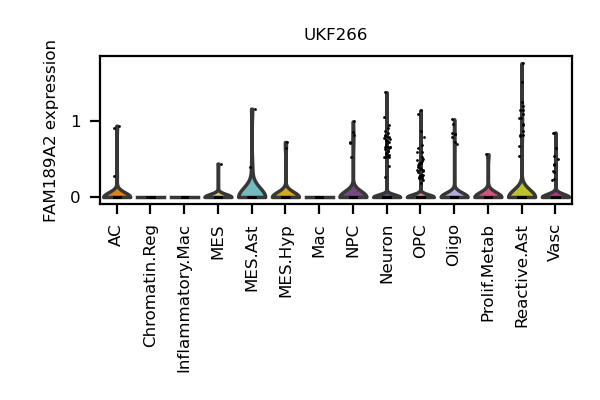 UKF266
FAM189A2 expression
1
0
AC
Chromatin.Reg
Inflammatory.Mac
MES
MES.Ast
MES.Hyp
Mac
NPC
Neuron
OPC
Oligo
Prolif.Metab
Reactive.Ast
Vasc